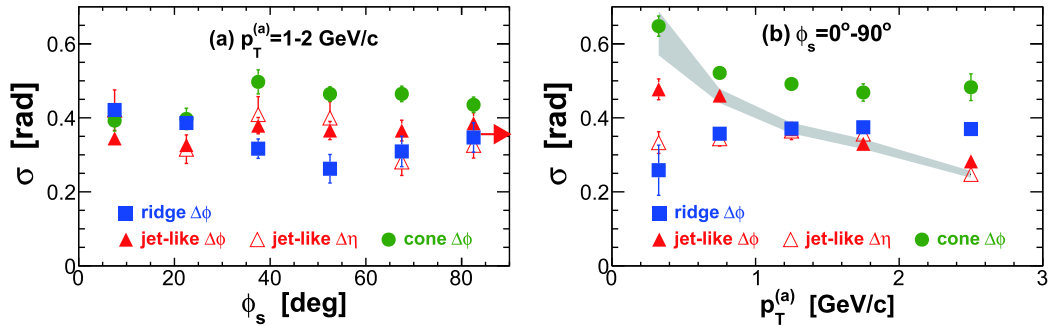 (a) p_T^(a)=1-2 GeV/c
0.6
0.4
0.2
0
σ [rad]
ridge Δφ
jet-like Δφ
jet-like Δη
cone Δφ
0 20 40 60 80
ϕ_s [deg]
(b) ϕ_s=0°-90°
0.6
0.4
0.2
0
σ [rad]
ridge Δφ
jet-like Δφ
jet-like Δη
cone Δφ
0 1 2 3
p_T^(a) [GeV/c]